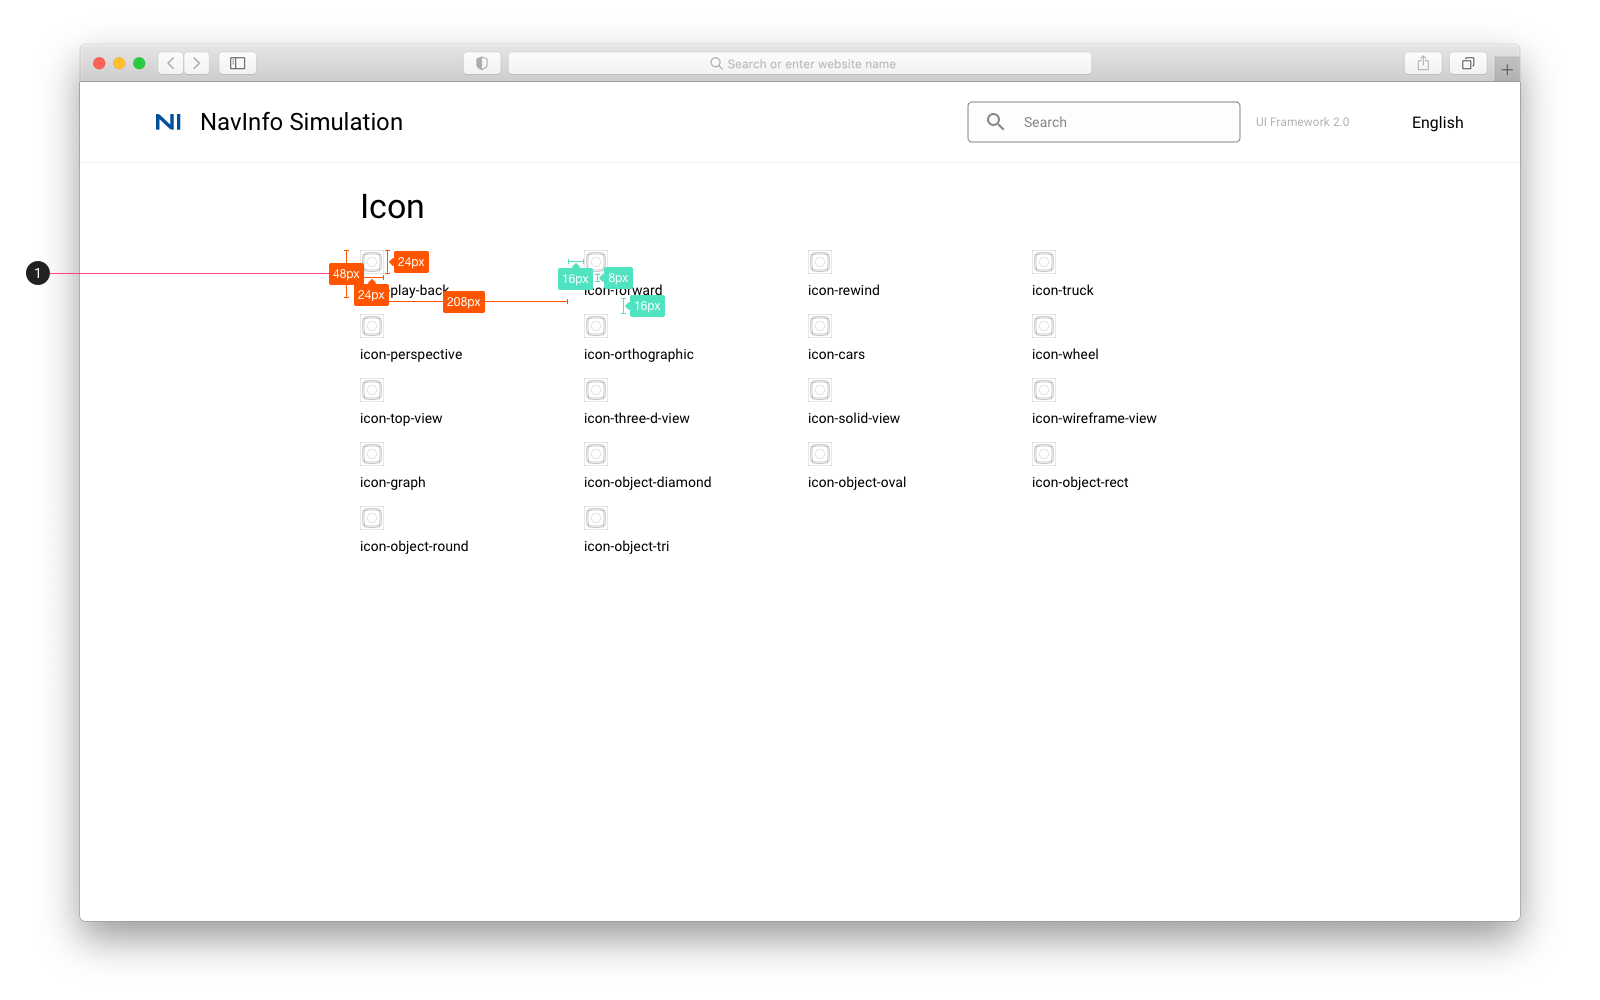 Search or enter website name
NI NavInfo Simulation
Search
UI Framework 2.0
English
Icon
1
48px
24px
24px
208px
16px
8px
16px
play-back
icon-forward
icon-rewind
icon-truck
icon-perspective
icon-orthographic
icon-cars
icon-wheel
icon-top-view
icon-three-d-view
icon-solid-view
icon-wireframe-view
icon-graph
icon-object-diamond
icon-object-oval
icon-object-rect
icon-object-round
icon-object-tri